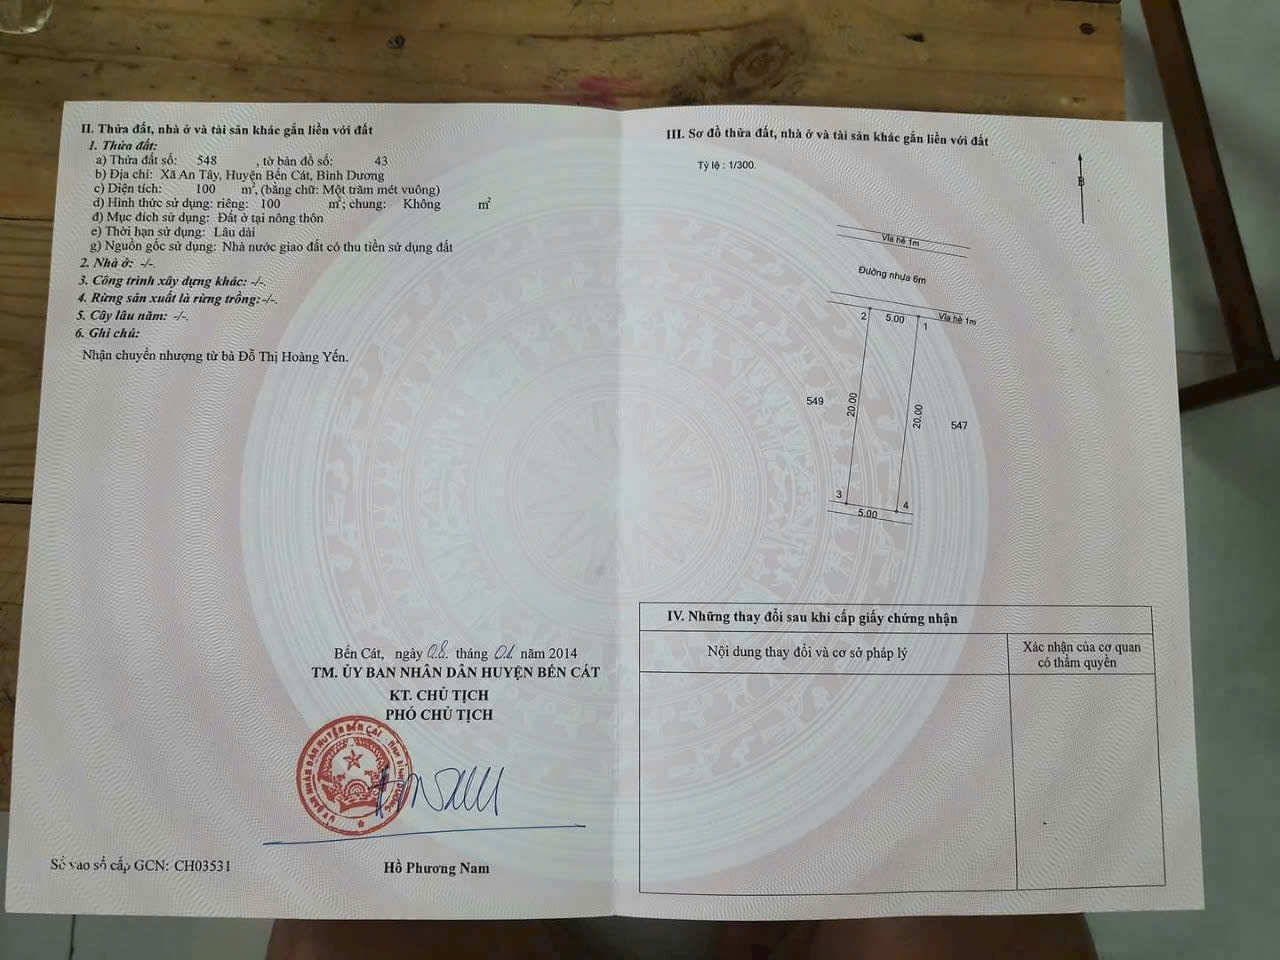 II. Thửa đất, nhà ở và tài sản khác gắn liền với đất
1. Thửa đất:
a) Thửa đất số: 548 , tờ bản đồ số: 43
b) Địa chỉ: Xã An Tây, Huyện Bến Cát, Bình Dương
c) Diện tích: 100 m², (bằng chữ: Một trăm mét vuông)
d) Hình thức sử dụng: riêng: 100 m²; chung: Không m²
đ) Mục đích sử dụng: Đất ở tại nông thôn
e) Thời hạn sử dụng: Lâu dài
g) Nguồn gốc sử dụng: Nhà nước giao đất có thu tiền sử dụng đất
2. Nhà ở: -/-.
3. Công trình xây dựng khác: -/-.
4. Rừng sản xuất là rừng trồng:-/-.
5. Cây lâu năm: -/-.
6. Ghi chú:
Nhận chuyển nhượng từ bà Đỗ Thị Hoàng Yến.
Bến Cát, ngày 08 tháng 01 năm 2014
TM. ỦY BAN NHÂN DÂN HUYỆN BẾN CÁT
KT. CHỦ TỊCH
PHÓ CHỦ TỊCH
ỦY BAN NHÂN DÂN HUYỆN BẾN CÁT TỈNH BÌNH DƯƠNG
Hồ Phương Nam
Số vào sổ cấp GCN: CH03531
III. Sơ đồ thửa đất, nhà ở và tài sản khác gắn liền với đất
Tỷ lệ : 1/300.
B
Vỉa hè 1m
Đường nhựa 6m
Vỉa hè 1m
2 5.00 1
549 20.00 20.00 547
3 4
5.00
IV. Những thay đổi sau khi cấp giấy chứng nhận
Nội dung thay đổi và cơ sở pháp lý
Xác nhận của cơ quan
có thẩm quyền